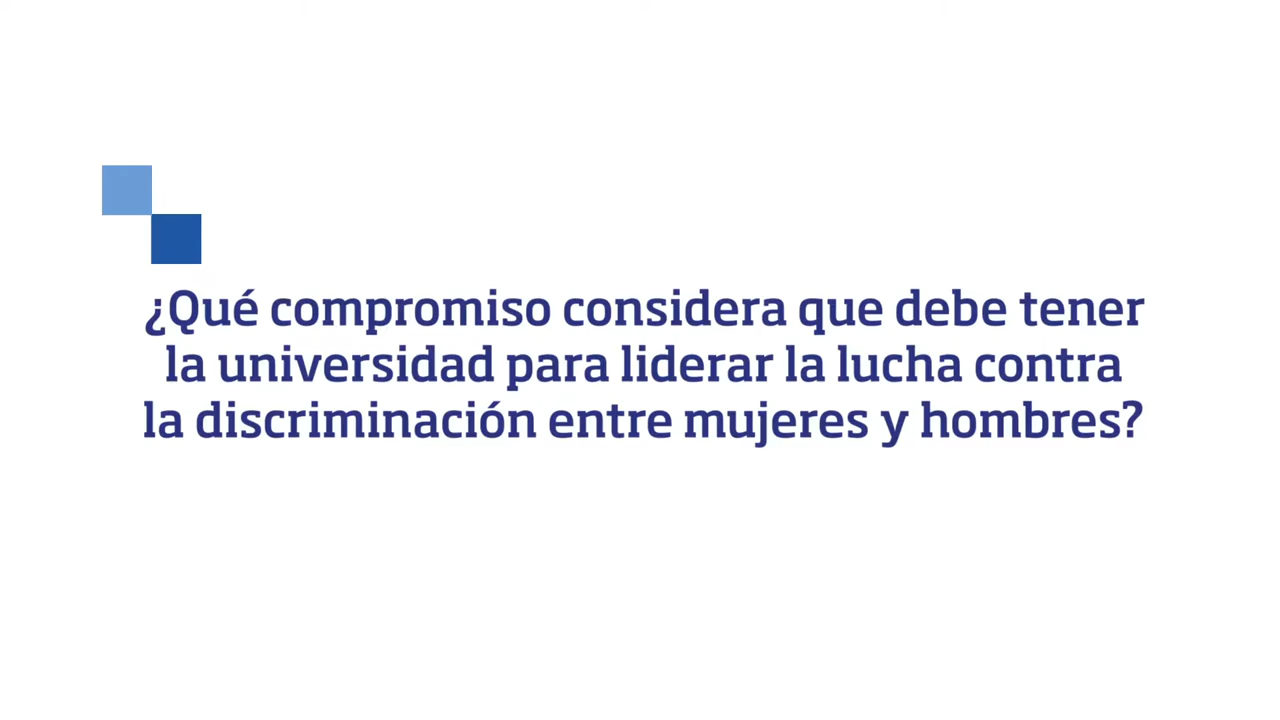 ¿Qué compromiso considera que debe tener
la universidad para liderar la lucha contra
la discriminación entre mujeres y hombres?